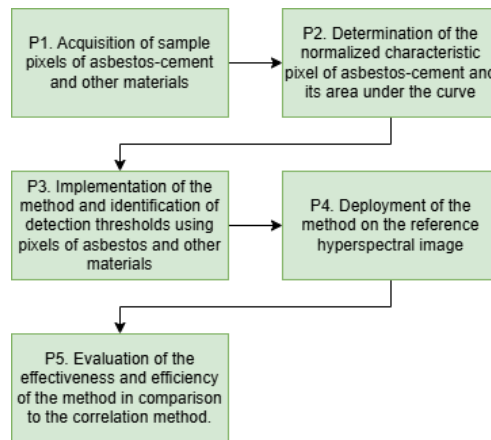 P1. Acquisition of sample
pixels of asbestos-cement
and other materials
P2. Determination of the
normalized characteristic
pixel of asbestos-cement and
its area under the curve
P3. Implementation of the
method and identification of
detection thresholds using
pixels of asbestos and other
materials
P4. Deployment of the
method on the reference
hyperspectral image
P5. Evaluation of the
effectiveness and efficiency
of the method in comparison
to the correlation method.